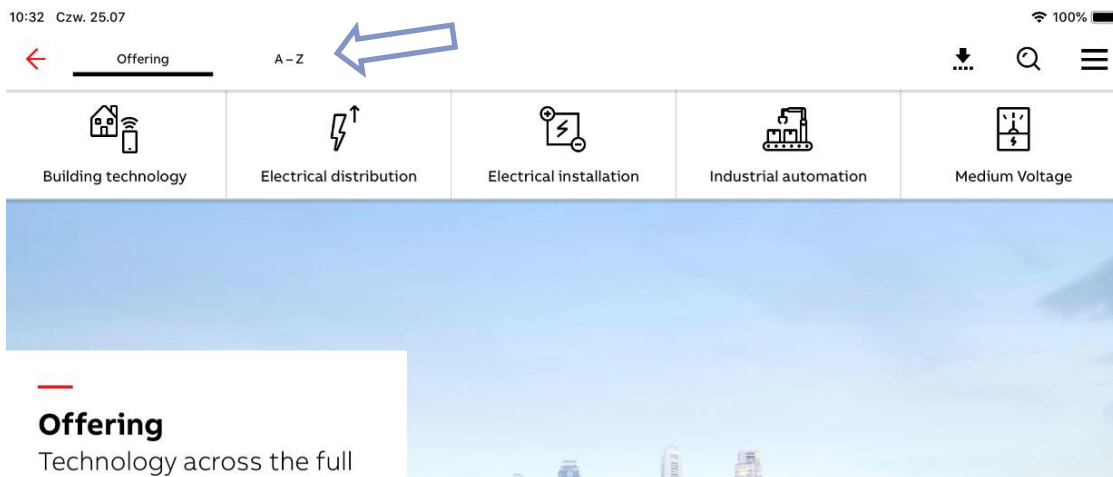 10:32 Czw. 25.07 100%
Offering A – Z
Building technology Electrical distribution Electrical installation Industrial automation Medium Voltage
Offering
Technology across the full